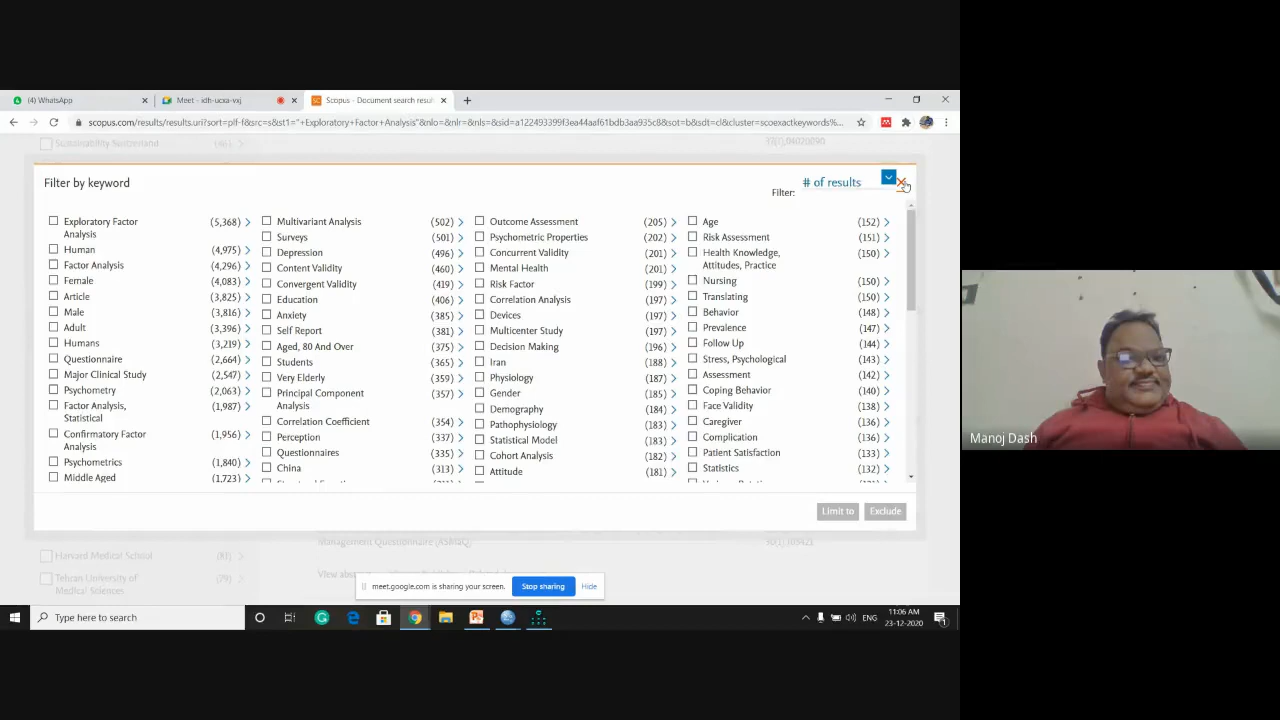 (4) WhatsApp
Meet - idh-ucxa-vxj
Scopus - Document search result
scopus.com/results/results.uri?sort=plf-f&src=s&st1="+Exploratory+Factor+Analysis"&nlo=&nlr=&nls=&sid=a122493399f3ea44aaf61bdb3aa935c8&sot=b&sdt=cl&cluster=scoexactkeywords%...
Sustainability Switzerland
37(1),04020090
Filter by keyword
Filter:
# of results
Exploratory Factor
Analysis
(5,368)
Human (4,975)
Factor Analysis (4,296)
Female (4,083)
Article (3,825)
Male (3,816)
Adult (3,396)
Humans (3,219)
Questionnaire (2,664)
Major Clinical Study (2,547)
Psychometry (2,063)
Factor Analysis,
Statistical
(1,987)
Confirmatory Factor
Analysis
(1,956)
Psychometrics (1,840)
Middle Aged (1,723)
Multivariant Analysis (502)
Surveys (501)
Depression (496)
Content Validity (460)
Convergent Validity (419)
Education (406)
Anxiety (385)
Self Report (381)
Aged, 80 And Over (375)
Students (365)
Very Elderly (359)
Principal Component
Analysis
(357)
Correlation Coefficient (354)
Perception (337)
Questionnaires (335)
China (313)
Outcome Assessment (205)
Psychometric Properties (202)
Concurrent Validity (201)
Mental Health (201)
Risk Factor (199)
Correlation Analysis (197)
Devices (197)
Multicenter Study (197)
Decision Making (196)
Iran (188)
Physiology (187)
Gender (185)
Demography (184)
Pathophysiology (183)
Statistical Model (183)
Cohort Analysis (182)
Attitude (181)
Age (152)
Risk Assessment (151)
Health Knowledge,
Attitudes, Practice
(150)
Nursing (150)
Translating (150)
Behavior (148)
Prevalence (147)
Follow Up (144)
Stress, Psychological (143)
Assessment (142)
Coping Behavior (140)
Face Validity (138)
Caregiver (136)
Complication (136)
Patient Satisfaction (133)
Statistics (132)
Limit to
Exclude
Harvard Medical School (81)
Tehran University of
Medical Sciences
(79)
View
meet.google.com is sharing your screen.
Stop sharing
Hide
Type here to search
ENG
11:06 AM
23-12-2020
Manoj Dash